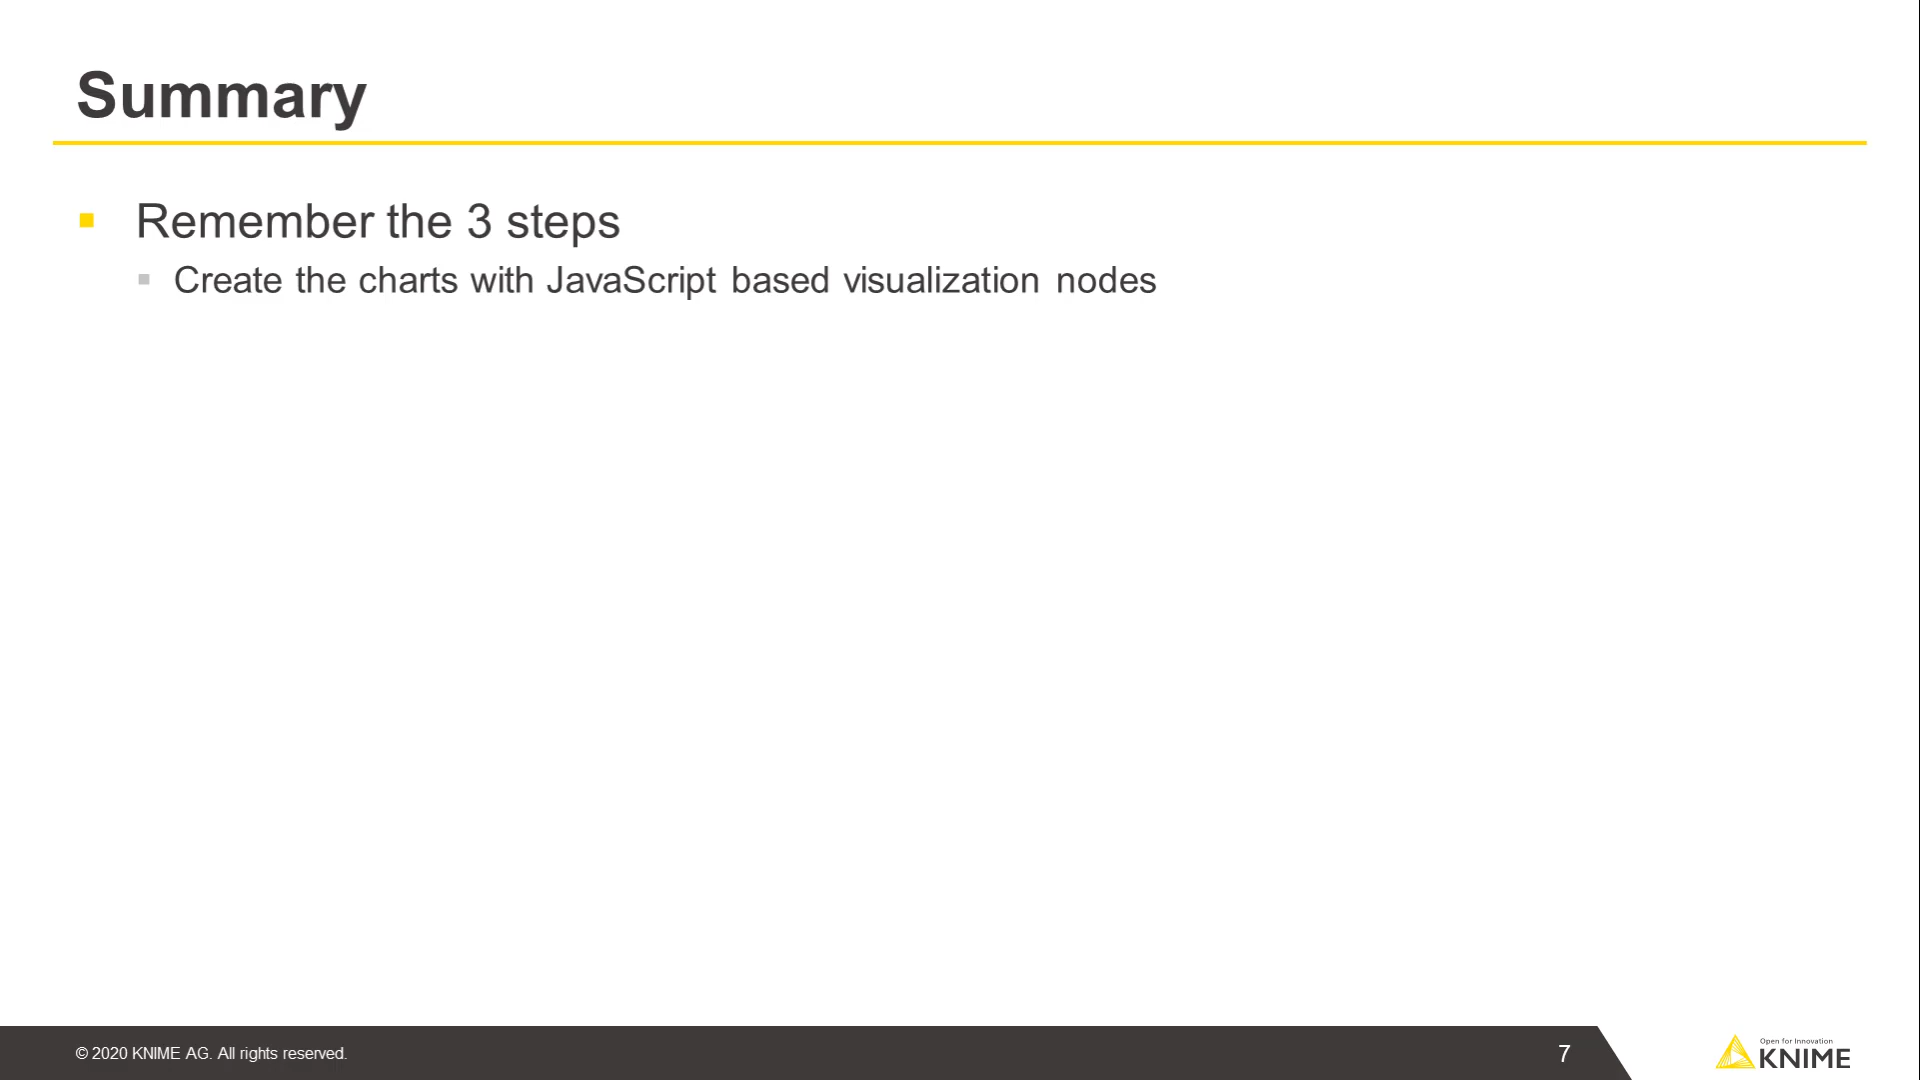 Summary
Remember the 3 steps
Create the charts with JavaScript based visualization nodes
© 2020 KNIME AG. All rights reserved.
7
Open for Innovation
KNIME